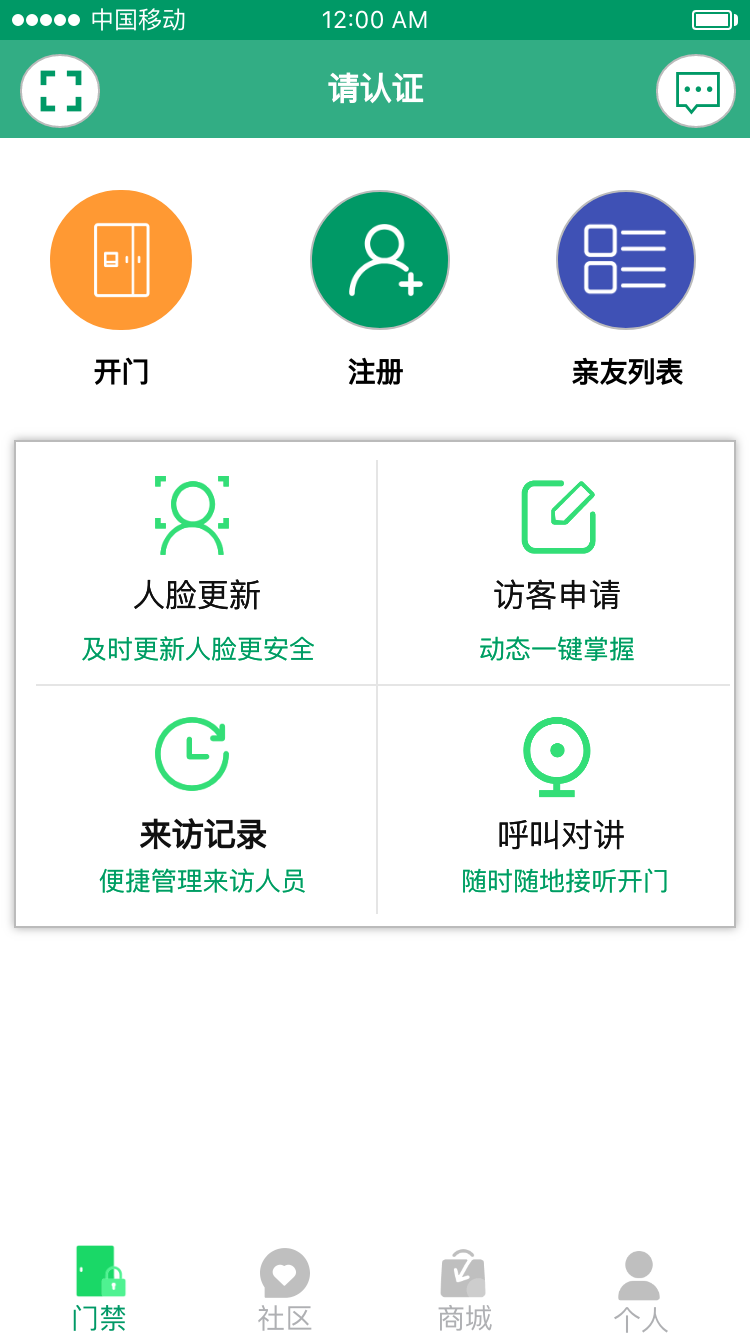 中国移动 12:00 AM
请认证
开门 注册 亲友列表
人脸更新 访客申请
及时更新人脸更安全 动态一键掌握
来访记录 呼叫对讲
便捷管理来访人员 随时随地接听开门
门禁 社区 商城 个人